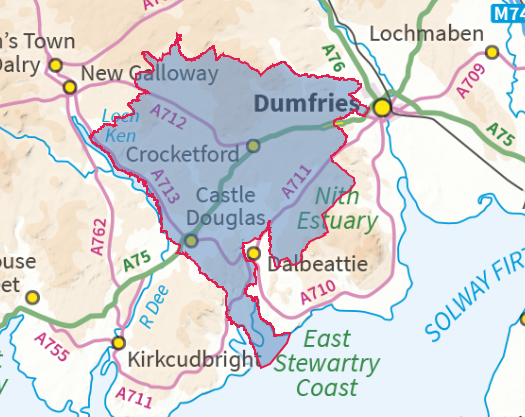 M74
Lochmaben
n's Town
Dalry
A76
New Galloway
A709
Dumfries
Loch
Ken
A712
A75
Crocketford
A713
A711
Castle
Douglas
Nith
Estuary
A762
A75
Dalbeattie
ouse
et
R Dee
A710
SOLWAY FIR
A755
Kirkcudbright
East
Stewartry
Coast
A711